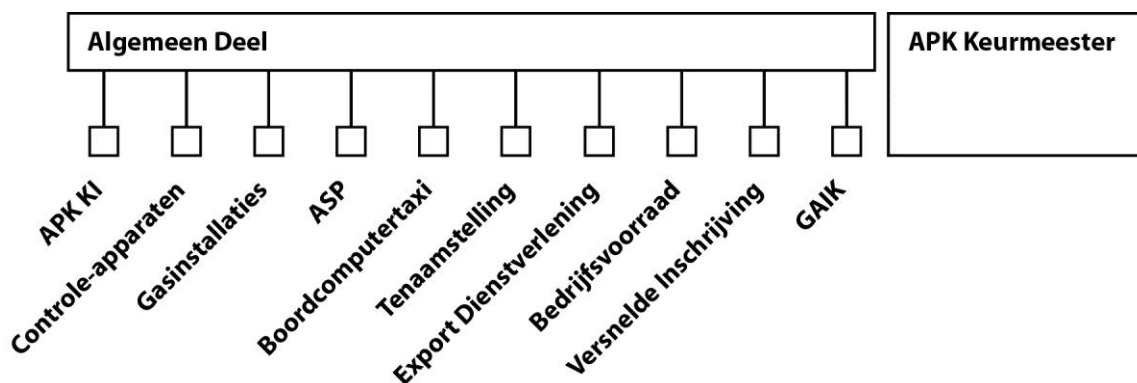 Algemeen Deel
APK Keurmeester
APK KI
Controle-apparaten
Gasinstallaties
ASP
Boordcomputertaxi
Tenaamstelling
Export Dienstverlening
Bedrijfsvoorraad
Versnelde Inschrijving
GAIK